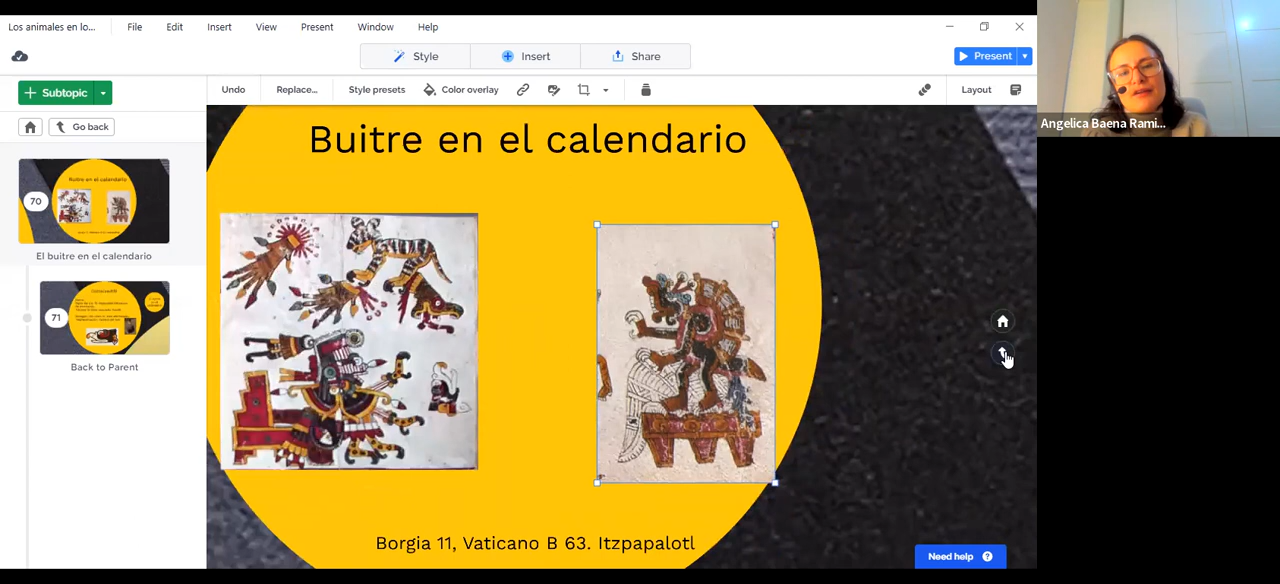 Los animales en lo...
File
Edit
Insert
View
Present
Window
Help
Style
Insert
Share
Present
Subtopic
Undo
Replace...
Style presets
Color overlay
Layout
Go back
Angelica Baena Rami...
Buitre en el calendario
70
El buitre en el calendario
71
Back to Parent
Borgia 11, Vaticano B 63. Itzpapalotl
Need help ?